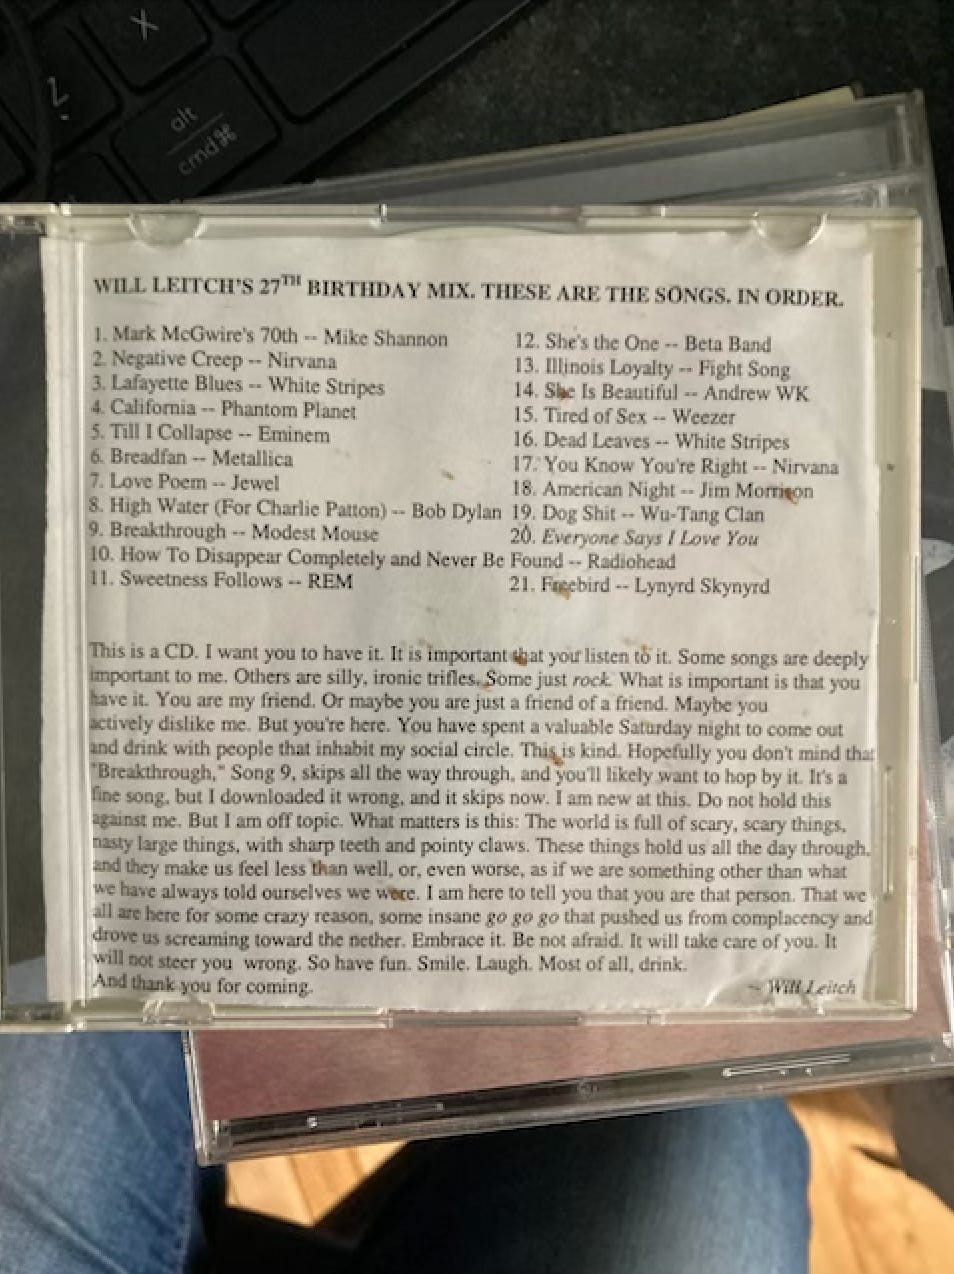 X
Z
alt
cmd ⌘
WILL LEITCH'S 27TH BIRTHDAY MIX. THESE ARE THE SONGS. IN ORDER.
1. Mark McGwire's 70th -- Mike Shannon
2. Negative Creep -- Nirvana
3. Lafayette Blues -- White Stripes
4. California -- Phantom Planet
5. Till I Collapse -- Eminem
6. Breadfan -- Metallica
7. Love Poem -- Jewel
8. High Water (For Charlie Patton) -- Bob Dylan
9. Breakthrough -- Modest Mouse
10. How To Disappear Completely and Never Be Found -- Radiohead
11. Sweetness Follows -- REM
12. She's the One -- Beta Band
13. Illinois Loyalty -- Fight Song
14. She Is Beautiful -- Andrew WK
15. Tired of Sex -- Weezer
16. Dead Leaves -- White Stripes
17. You Know You're Right -- Nirvana
18. American Night -- Jim Morrison
19. Dog Shit -- Wu-Tang Clan
20. Everyone Says I Love You
21. Freebird -- Lynyrd Skynyrd
This is a CD. I want you to have it. It is important that you listen to it. Some songs are deeply
important to me. Others are silly, ironic trifles. Some just rock. What is important is that you
have it. You are my friend. Or maybe you are just a friend of a friend. Maybe you
actively dislike me. But you're here. You have spent a valuable Saturday night to come out
and drink with people that inhabit my social circle. This is kind. Hopefully you don't mind that
"Breakthrough," Song 9, skips all the way through, and you'll likely want to hop by it. It's a
fine song, but I downloaded it wrong, and it skips now. I am new at this. Do not hold this
against me. But I am off topic. What matters is this: The world is full of scary, scary things,
nasty large things, with sharp teeth and pointy claws. These things hold us all the day through,
and they make us feel less than well, or, even worse, as if we are something other than what
we have always told ourselves we were. I am here to tell you that you are that person. That we
all are here for some crazy reason, some insane go go go that pushed us from complacency and
drove us screaming toward the nether. Embrace it. Be not afraid. It will take care of you. It
will not steer you wrong. So have fun. Smile. Laugh. Most of all, drink.
And thank you for coming.
-- Will Leitch